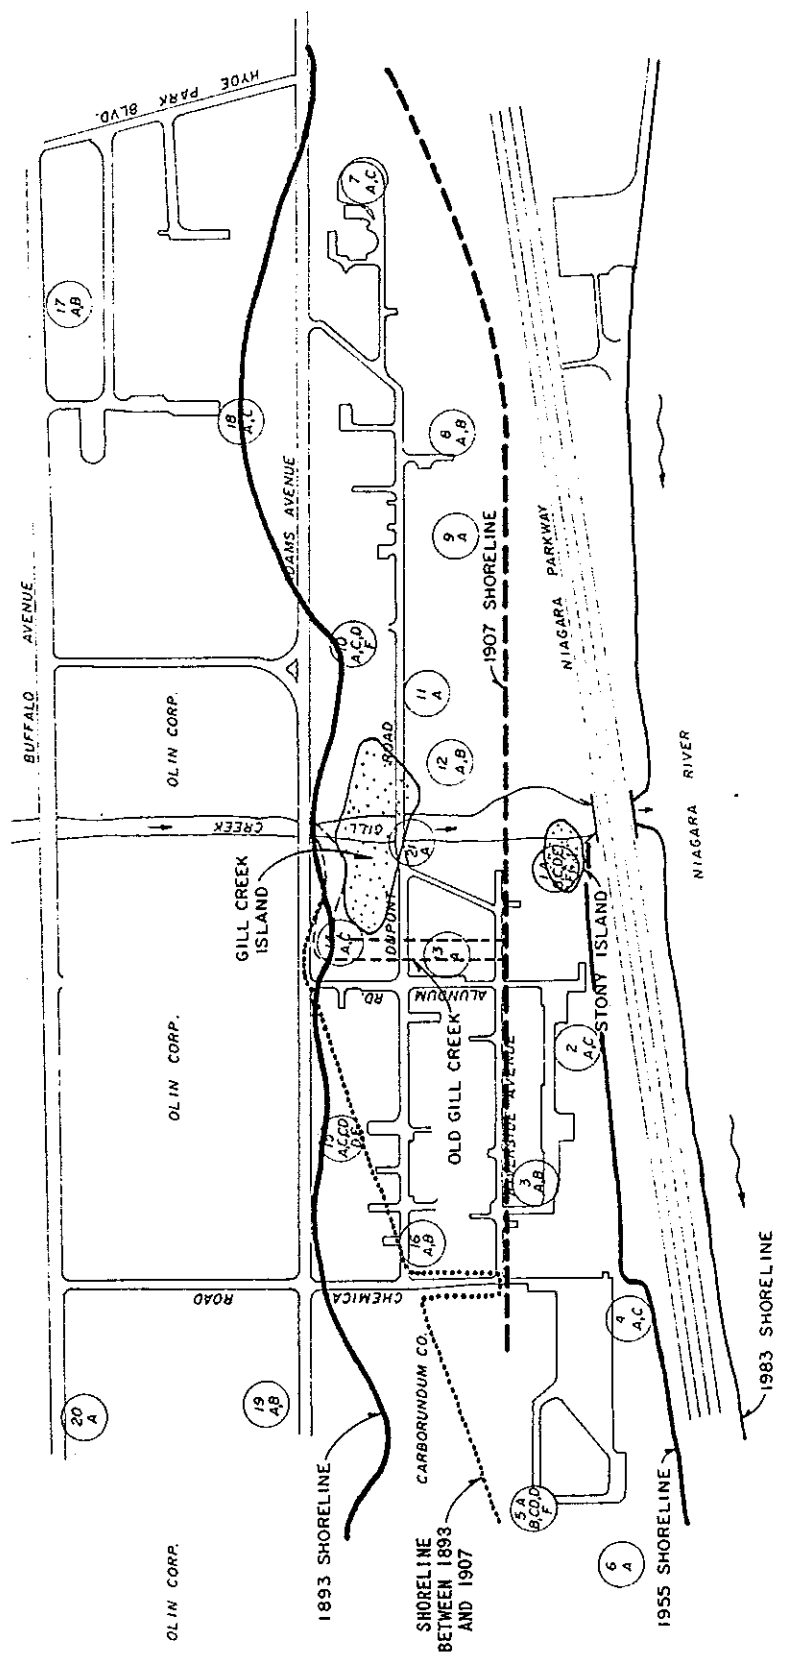 HYDE PARK BLVD.
BUFFALO AVENUE
17
A,B
18
A,C
7
A,C
8
A,B
9
A
ADAMS AVENUE
10
A,C,D
F
11
A
12
A,B
1907 SHORELINE
NIAGARA PARKWAY
NIAGARA RIVER
OLIN CORP.
CREEK
GILL
DUPONT
ROAD
21
A
GILL CREEK
ISLAND
STONY ISLAND
A,C
13
A
OLIN CORP.
ALUNDUM
RD.
OLD GILL CREEK
RIVERSIDE AVENUE
2
A,C
3
A,B
15
A,C,CD
D,E
16
A,B
CHEMICAL
ROAD
4
A,C
CARBORUNDUM CO.
20
A
19
A,B
5 A
B,CD,D
F
6
A
1893 SHORELINE
SHORELINE
BETWEEN 1893
AND 1907
1955 SHORELINE
1983 SHORELINE
OLIN CORP.